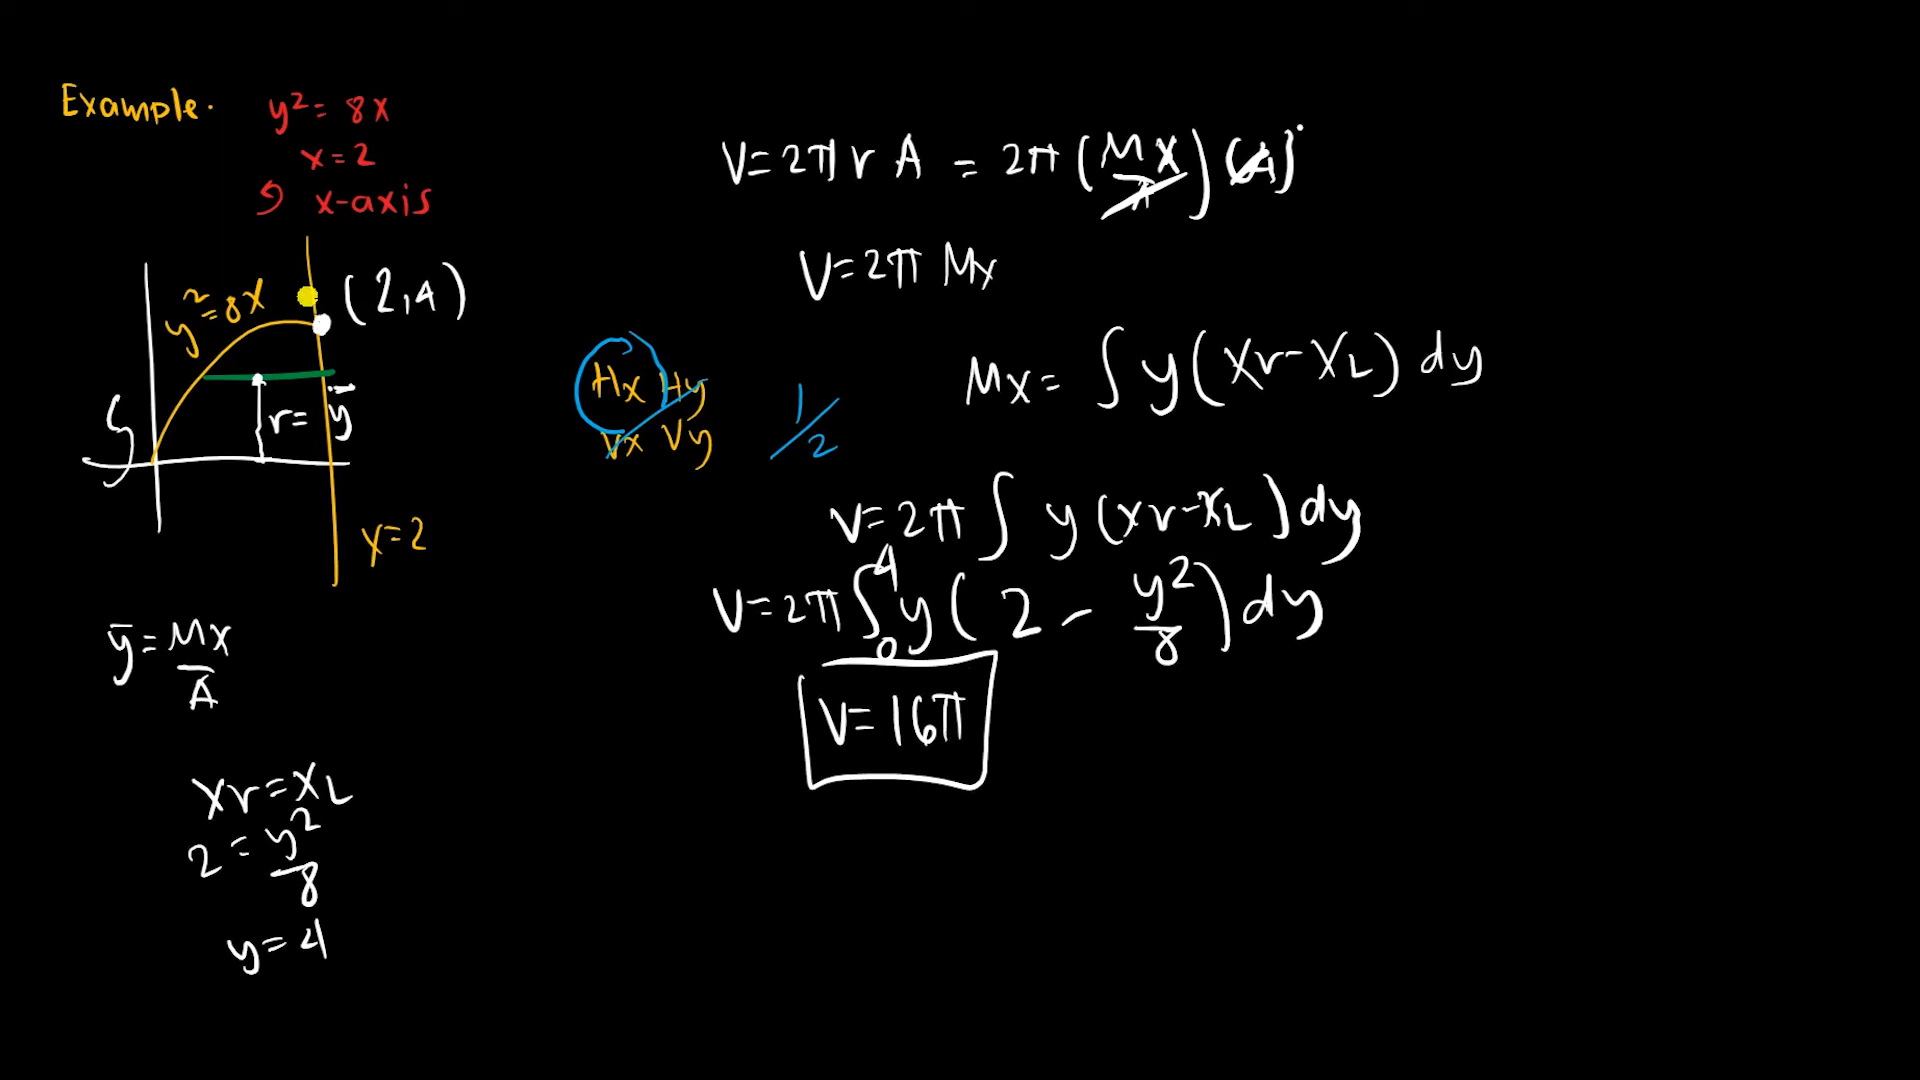 Example.
y² = 8x
x = 2
x-axis
y² = 8x
(2,4)
r = ȳ
x = 2
ȳ = Mx/A
xr = xL
2 = y²/8
y = 4
Hx Hy
Vx Vy
1/2
V = 2π r A = 2π (Mx/A) (A)
V = 2π Mx
Mx = ∫ y (xr - xL) dy
V = 2π ∫ y (xr - xL) dy
V = 2π ∫₀⁴ y (2 - y²/8) dy
V = 16π